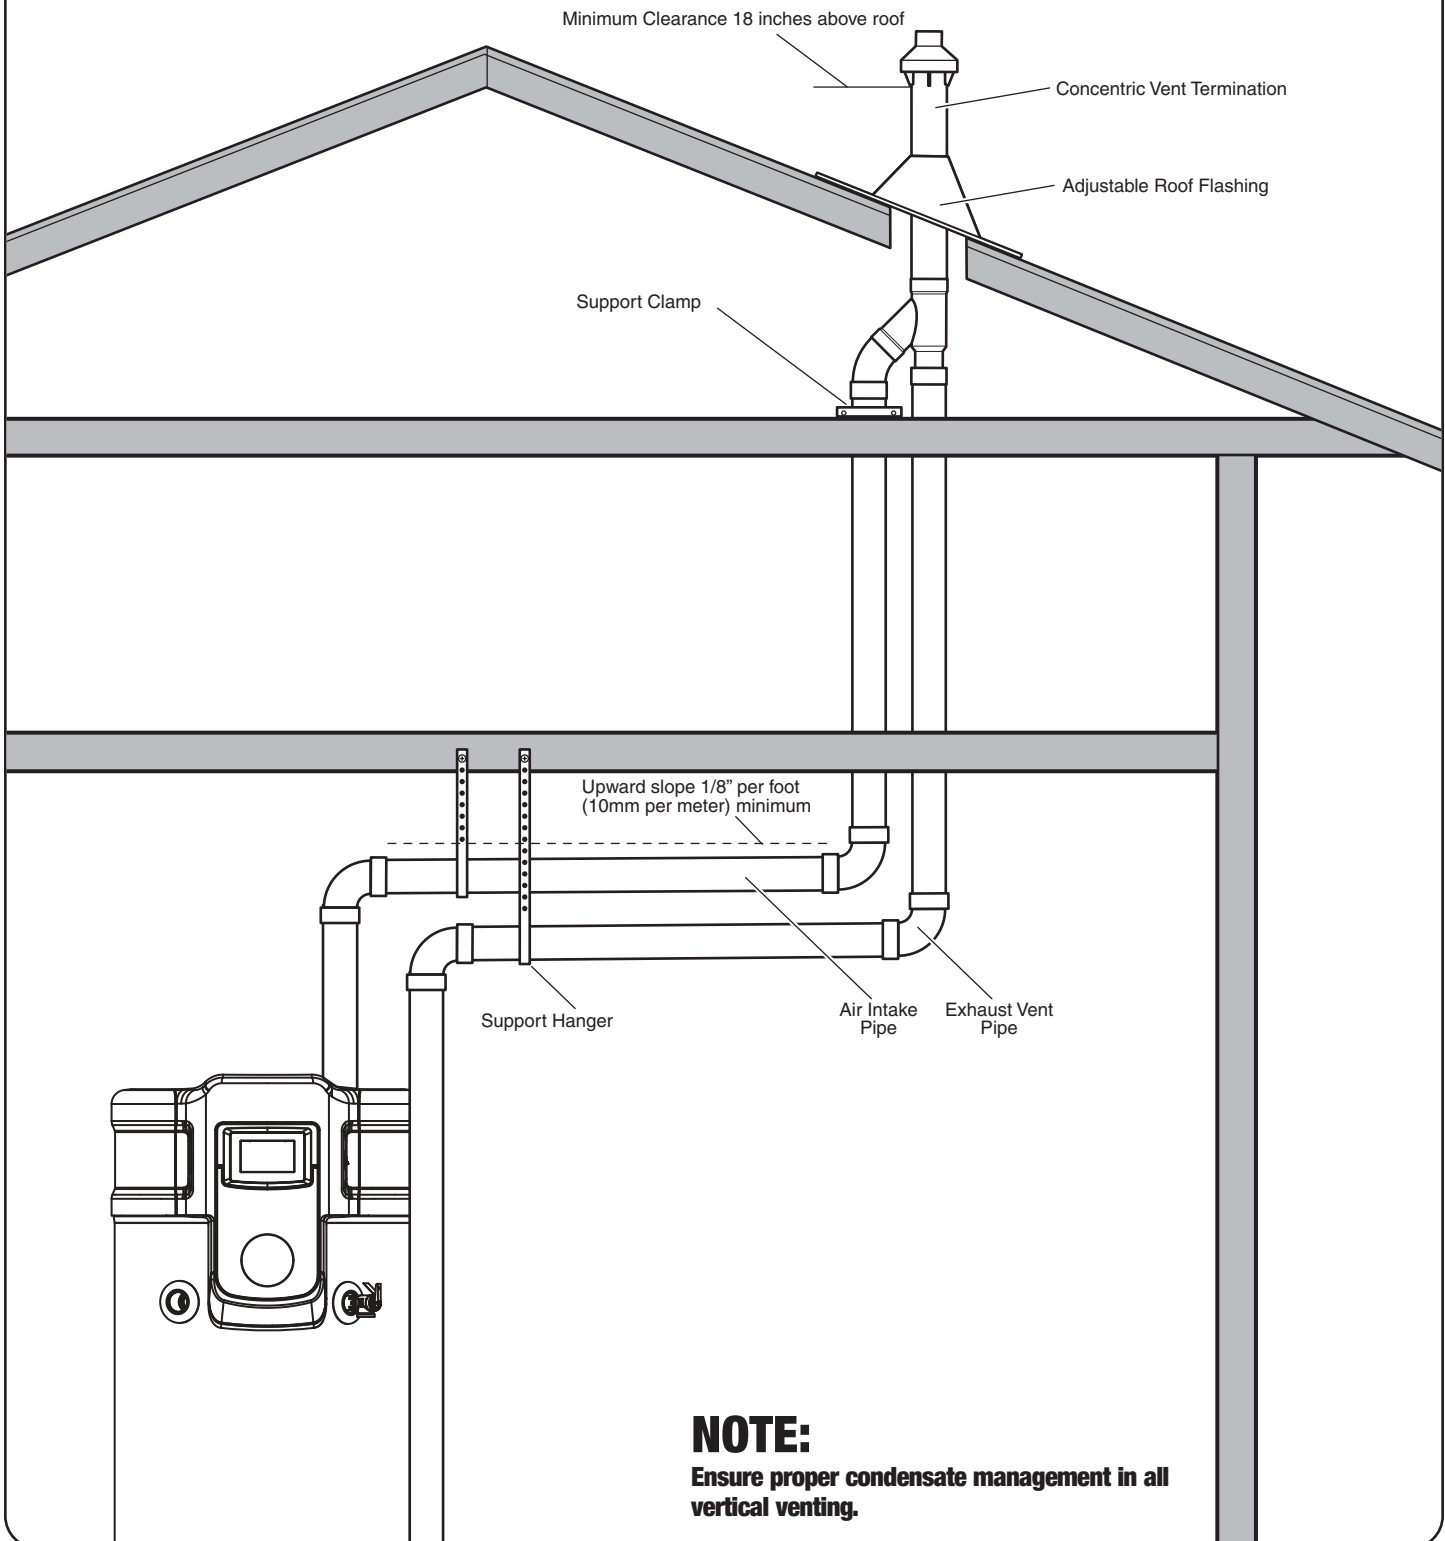 Minimum Clearance 18 inches above roof
Concentric Vent Termination
Adjustable Roof Flashing
Support Clamp
Upward slope 1/8” per foot
(10mm per meter) minimum
Support Hanger
Air Intake
Pipe
Exhaust Vent
Pipe
NOTE:
Ensure proper condensate management in all
vertical venting.